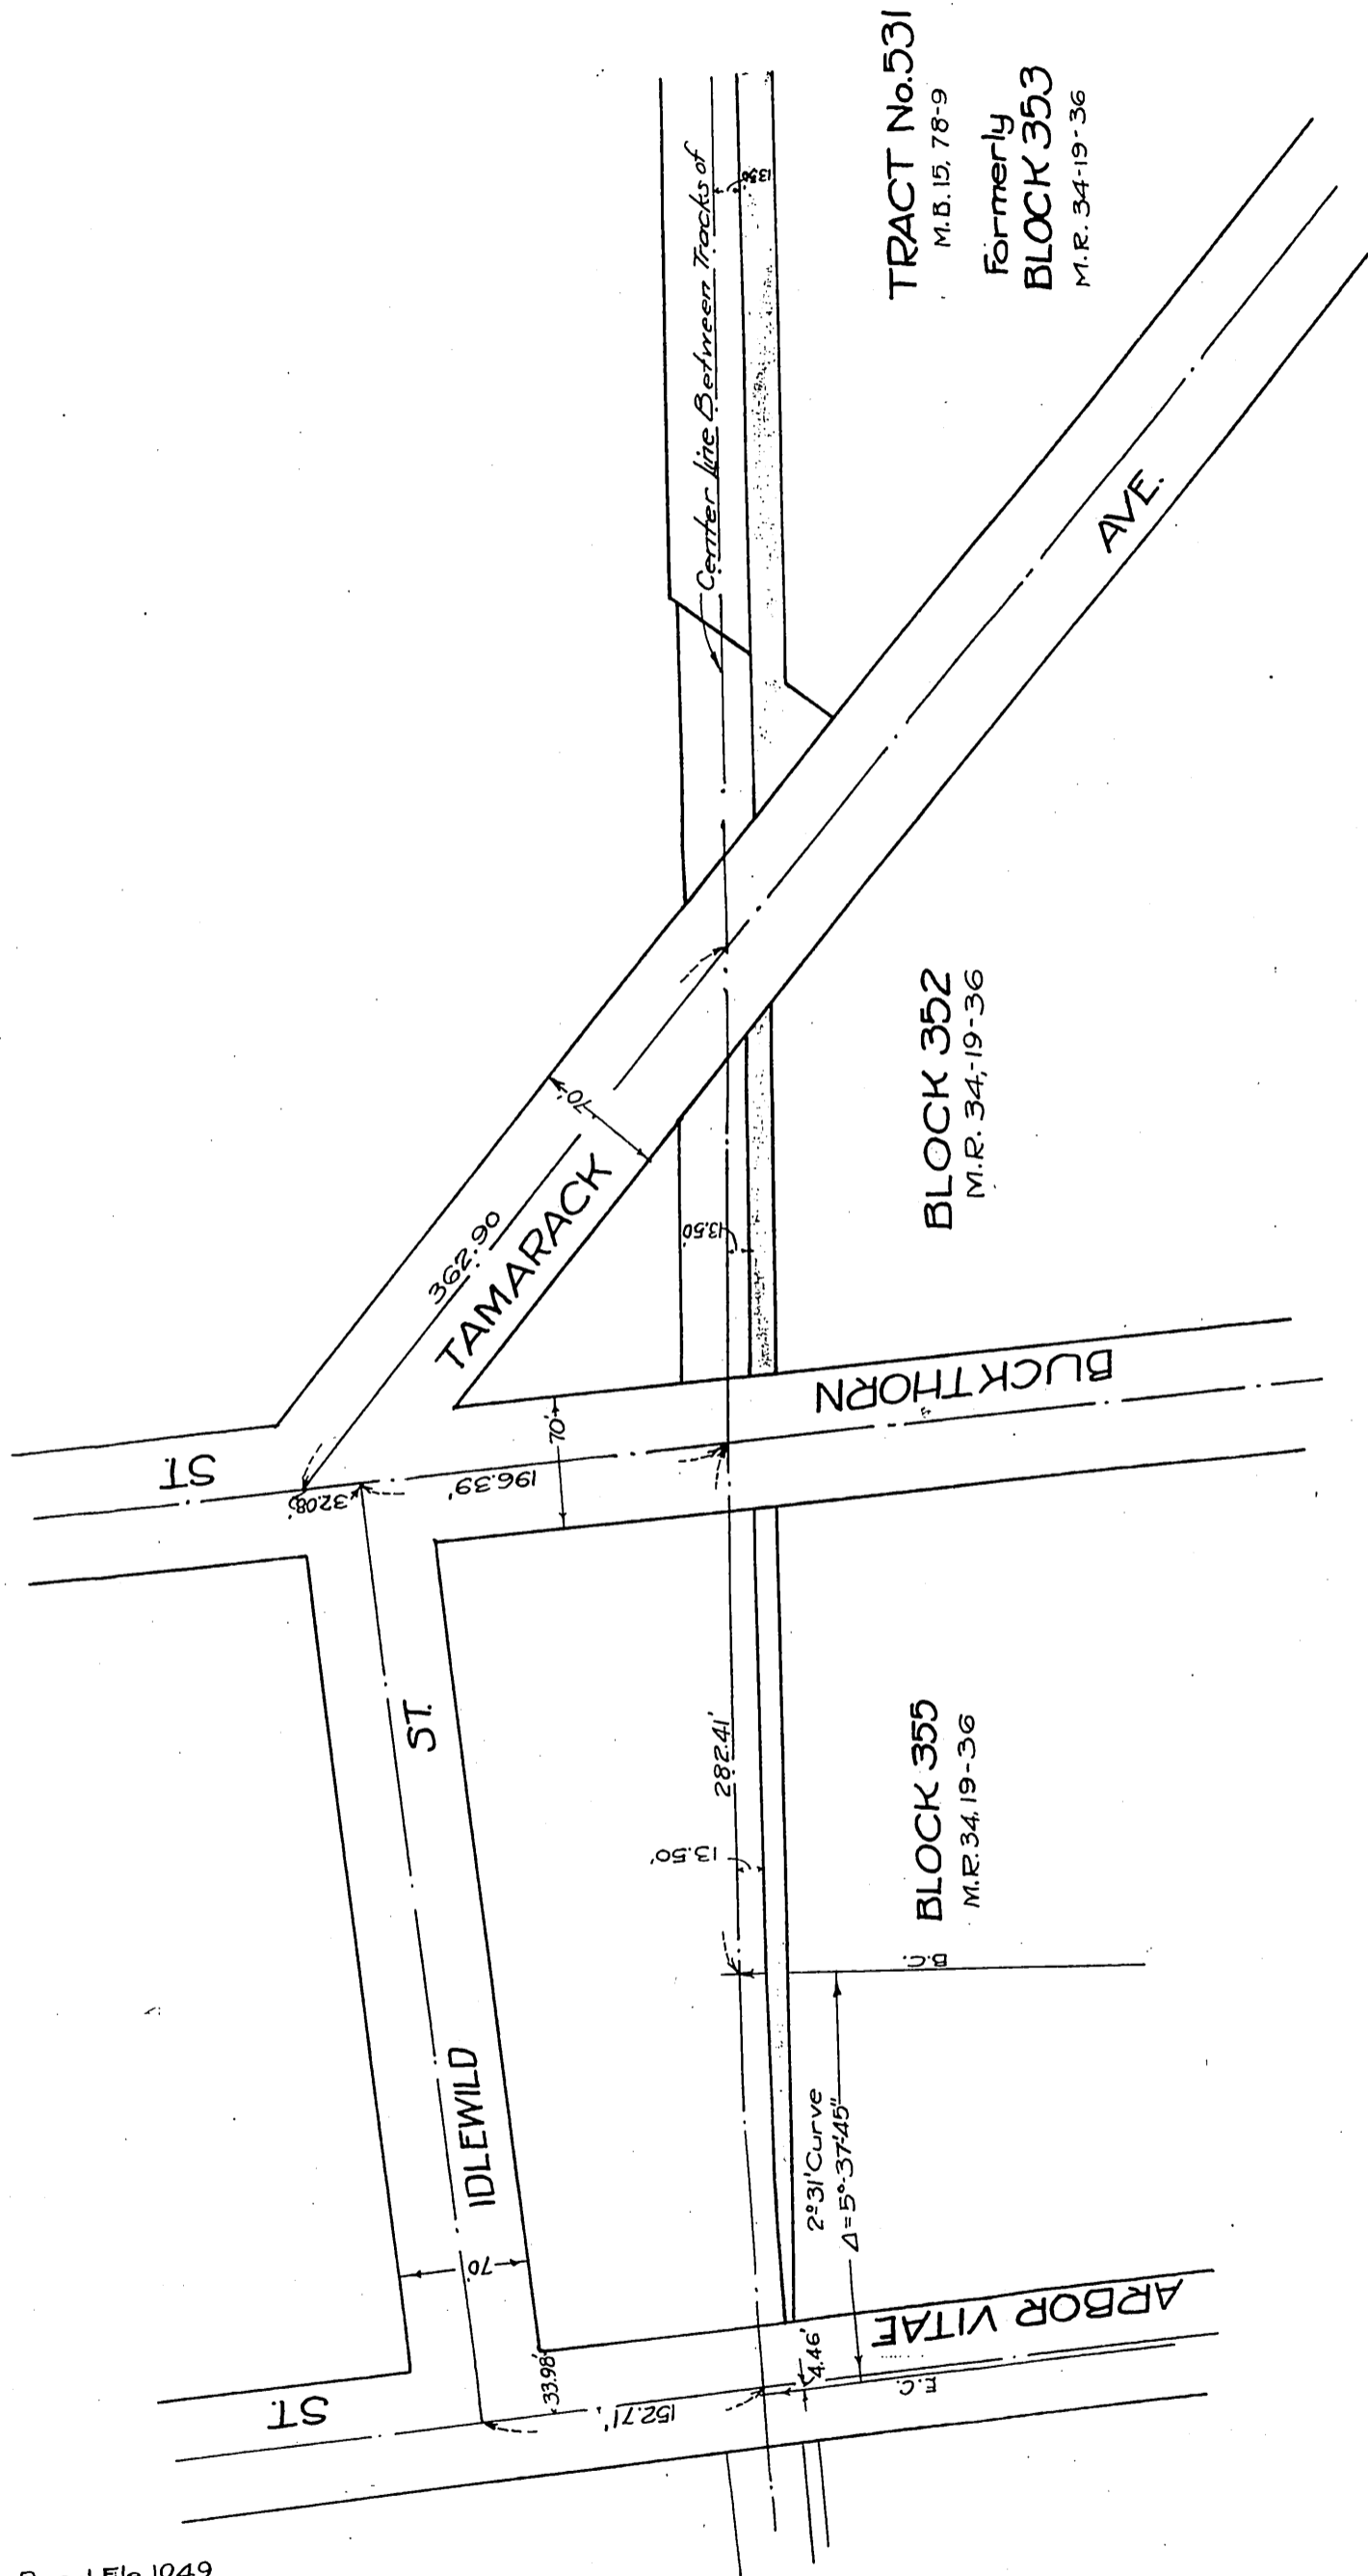 TRACT No.531
M.B.15, 78-9
Formerly
BLOCK 353
M.R. 34-19-36
Center Line Between Tracks of
13.50'
AVE.
BLOCK 352
M.R. 34,-19-36
70'
362.90
TAMARACK
13.50'
BUCKTHORN
ST.
32.08'
196.39'
70'
ST.
282.41'
13.50'
BLOCK 355
M.R. 34, 19-36
B.C.
IDLEWILD
70'
2°31' Curve
Δ=5°-37'-45"
ARBOR VITAE
ST.
33.98'
152.71'
4.46'
E.C.